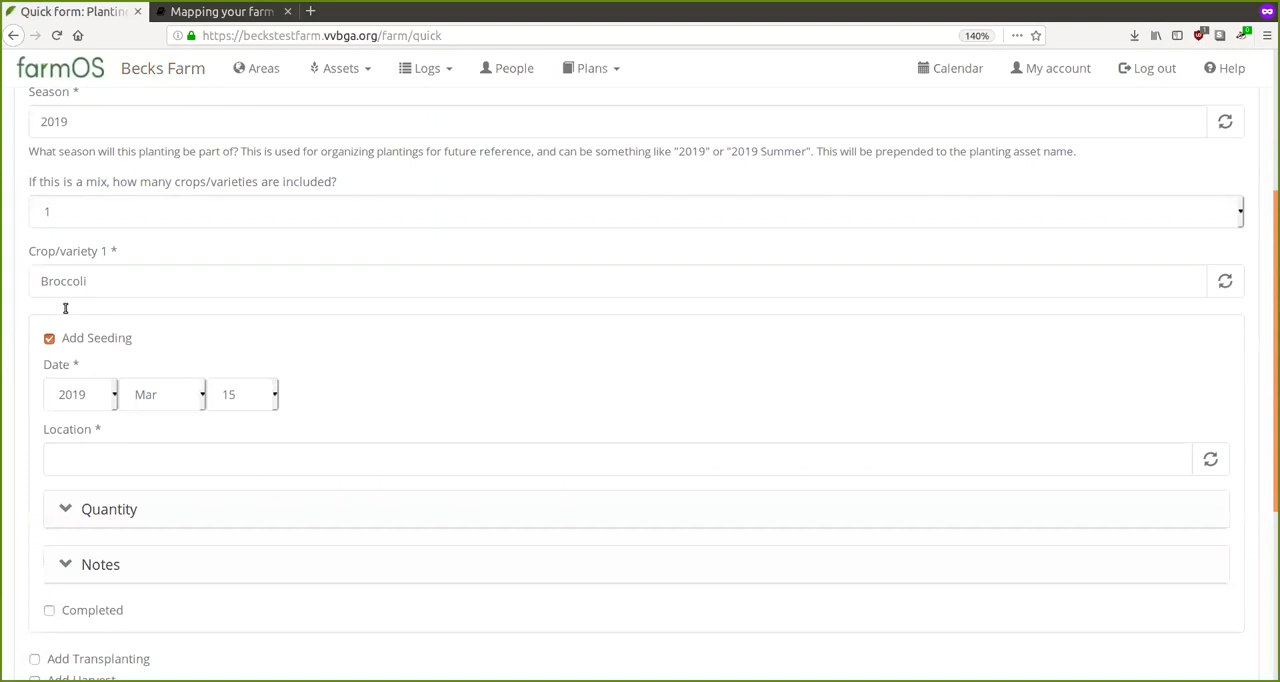 Quick form: Plantin
Mapping your farm
https://beckstestfarm.vvbga.org/farm/quick
140%
farmOS
Becks Farm
Areas
Assets
Logs
People
Plans
Calendar
My account
Log out
Help
Season *
2019
What season will this planting be part of? This is used for organizing plantings for future reference, and can be something like "2019" or "2019 Summer". This will be prepended to the planting asset name.
If this is a mix, how many crops/varieties are included?
1
Crop/variety 1 *
Broccoli
Add Seeding
Date *
2019 Mar 15
Location *
Quantity
Notes
Completed
Add Transplanting
Add Harvest